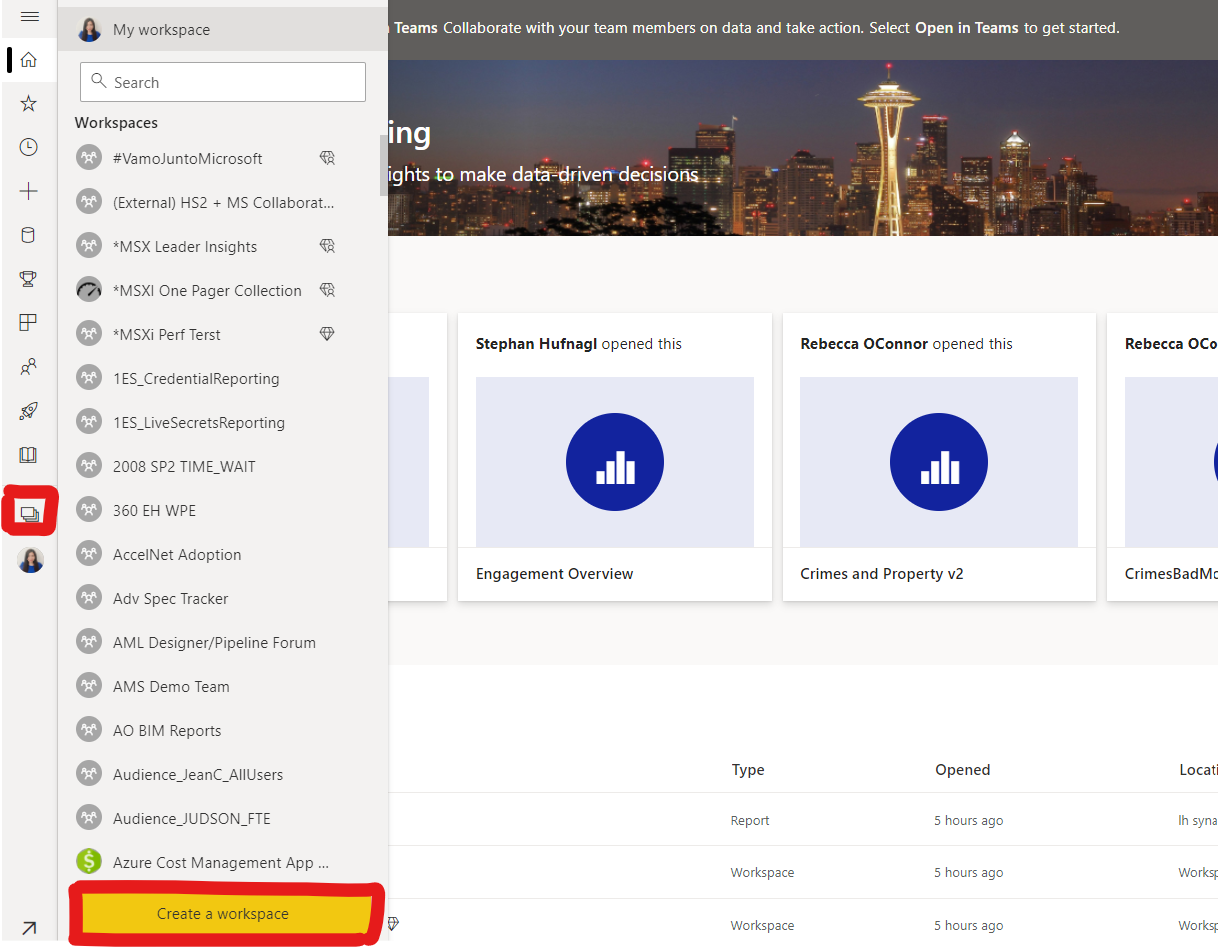 My workspace
Teams Collaborate with your team members on data and take action. Select Open in Teams to get started.
Search
Workspaces
#VamoJuntoMicrosoft
(External) HS2 + MS Collaborat...
*MSX Leader Insights
*MSXI One Pager Collection
*MSXi Perf Terst
1ES_CredentialReporting
1ES_LiveSecretsReporting
2008 SP2 TIME_WAIT
360 EH WPE
AccelNet Adoption
Adv Spec Tracker
AML Designer/Pipeline Forum
AMS Demo Team
AO BIM Reports
Audience_JeanC_AllUsers
Audience_JUDSON_FTE
Azure Cost Management App ...
Create a workspace
ing
ights to make data-driven decisions
Stephan Hufnagl opened this
Engagement Overview
Rebecca OConnor opened this
Crimes and Property v2
Rebecca OCo
CrimesBadMo
Type Opened Locati
Report 5 hours ago lh syna
Workspace 5 hours ago Worksp
Workspace 5 hours ago Worksp